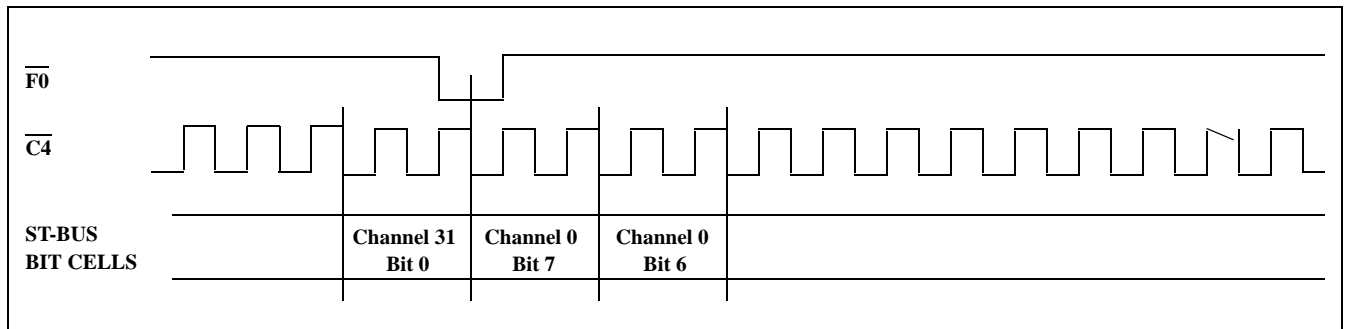 F0
C4
ST-BUS
BIT CELLS
Channel 31
Bit 0
Channel 0
Bit 7
Channel 0
Bit 6